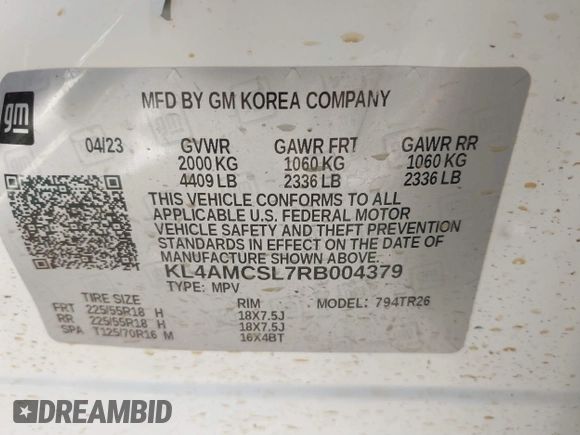 gm
MFD BY GM KOREA COMPANY
04/23 GVWR GAWR FRT GAWR RR
2000 KG 1060 KG 1060 KG
4409 LB 2336 LB 2336 LB
THIS VEHICLE CONFORMS TO ALL
APPLICABLE U.S. FEDERAL MOTOR
VEHICLE SAFETY AND THEFT PREVENTION
STANDARDS IN EFFECT ON THE DATE OF
MANUFACTURE SHOWN ABOVE.
KL4AMCSL7RB004379
TYPE: MPV
TIRE SIZE RIM MODEL: 794TR26
FRT 225/55R18 H 18X7.5J
RR 225/55R18 H 18X7.5J
SPA T125/70R16 M 16X4BT
DREAMBID